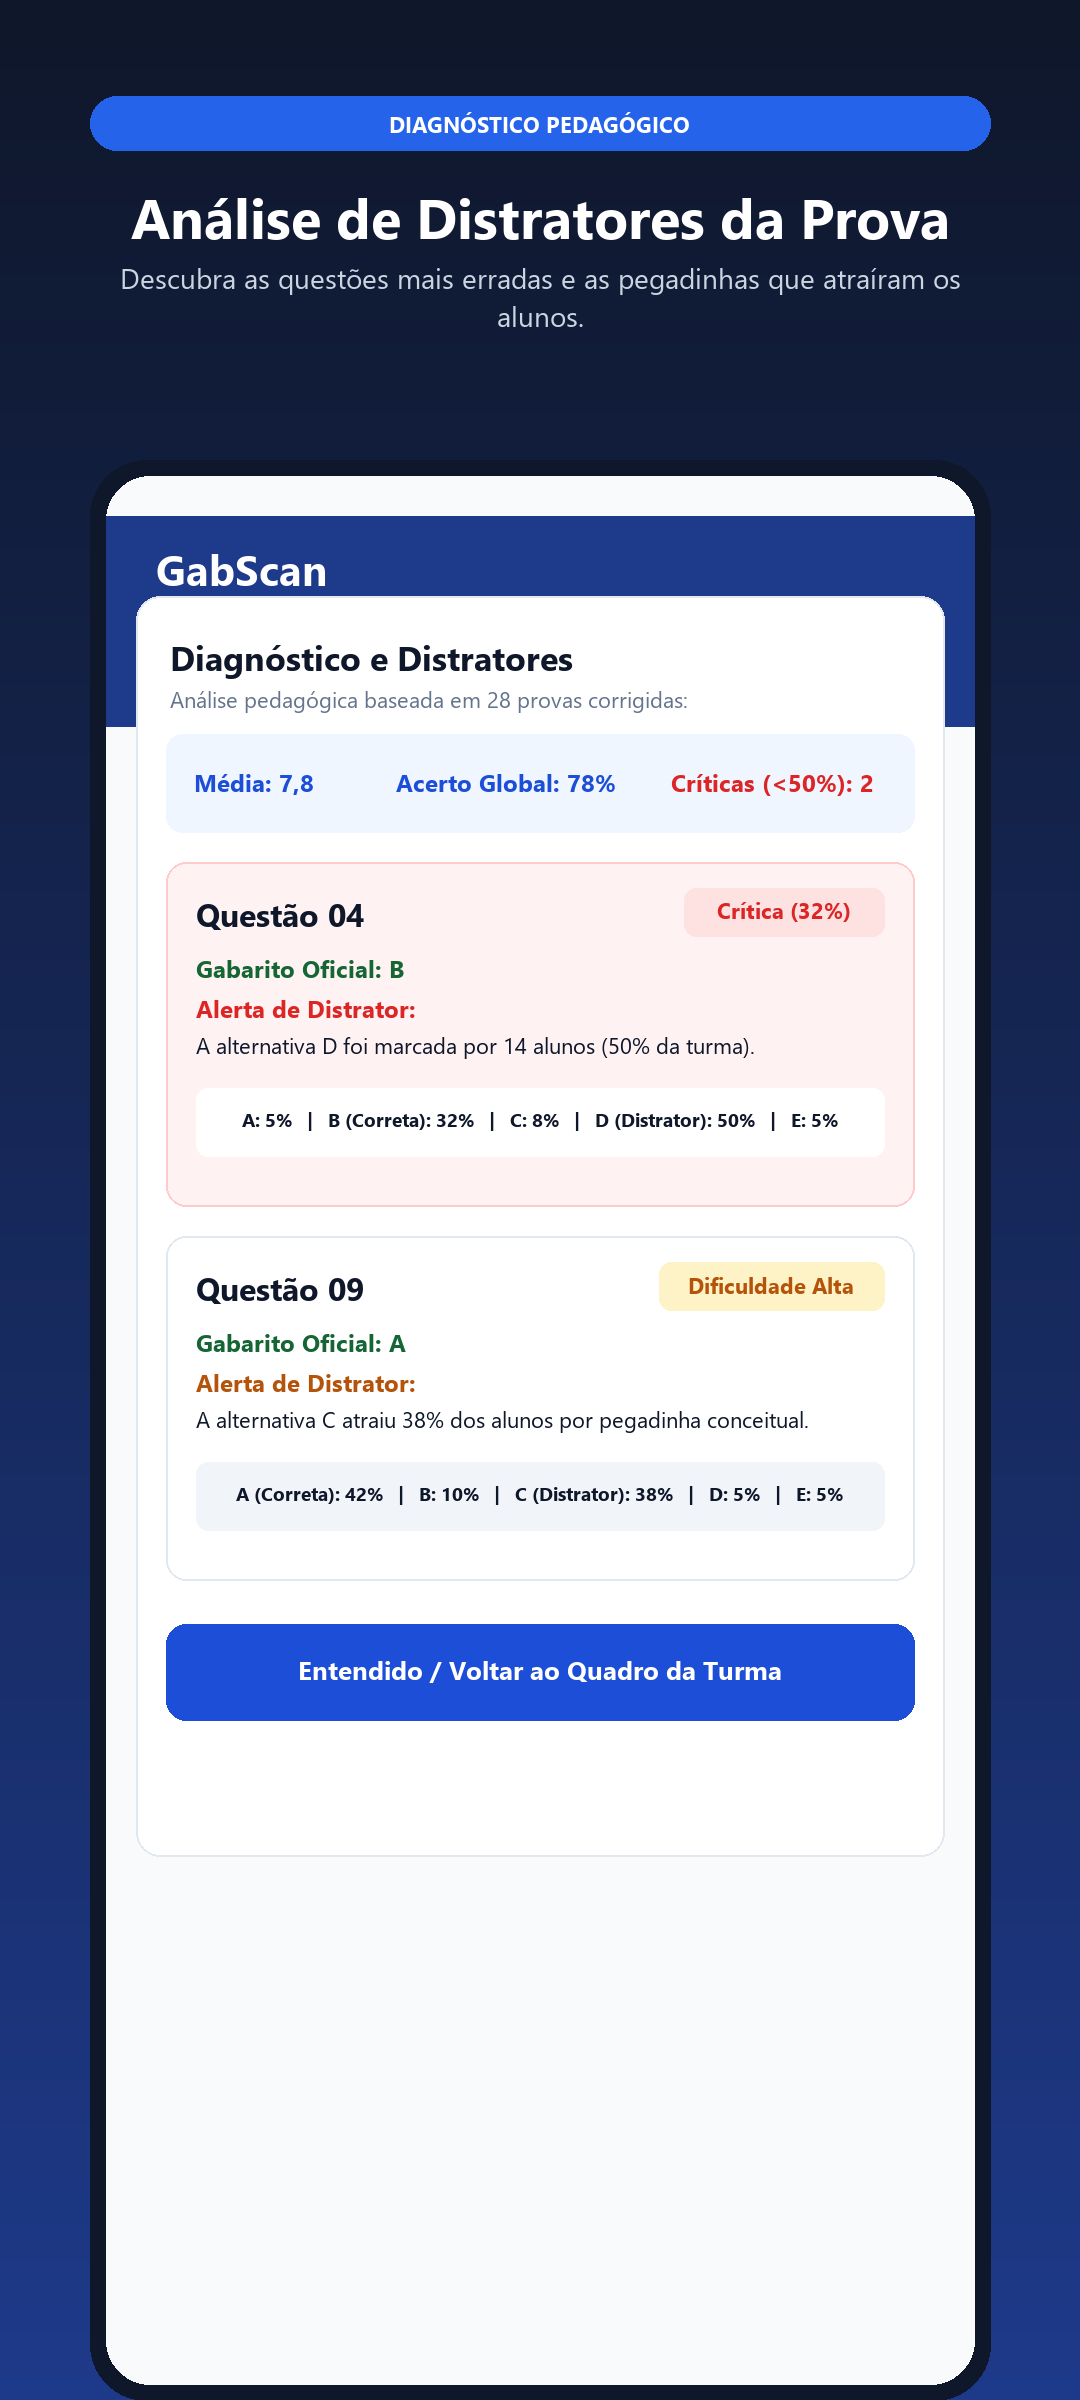 DIAGNÓSTICO PEDAGÓGICO
Análise de Distratores da Prova
Descubra as questões mais erradas e as pegadinhas que atraíram os
alunos.
GabScan
Diagnóstico e Distratores
Análise pedagógica baseada em 28 provas corrigidas:
Média: 7,8 Acerto Global: 78% Críticas (<50%): 2
Questão 04 Crítica (32%)
Gabarito Oficial: B
Alerta de Distrator:
A alternativa D foi marcada por 14 alunos (50% da turma).
A: 5% | B (Correta): 32% | C: 8% | D (Distrator): 50% | E: 5%
Questão 09 Dificuldade Alta
Gabarito Oficial: A
Alerta de Distrator:
A alternativa C atraiu 38% dos alunos por pegadinha conceitual.
A (Correta): 42% | B: 10% | C (Distrator): 38% | D: 5% | E: 5%
Entendido / Voltar ao Quadro da Turma